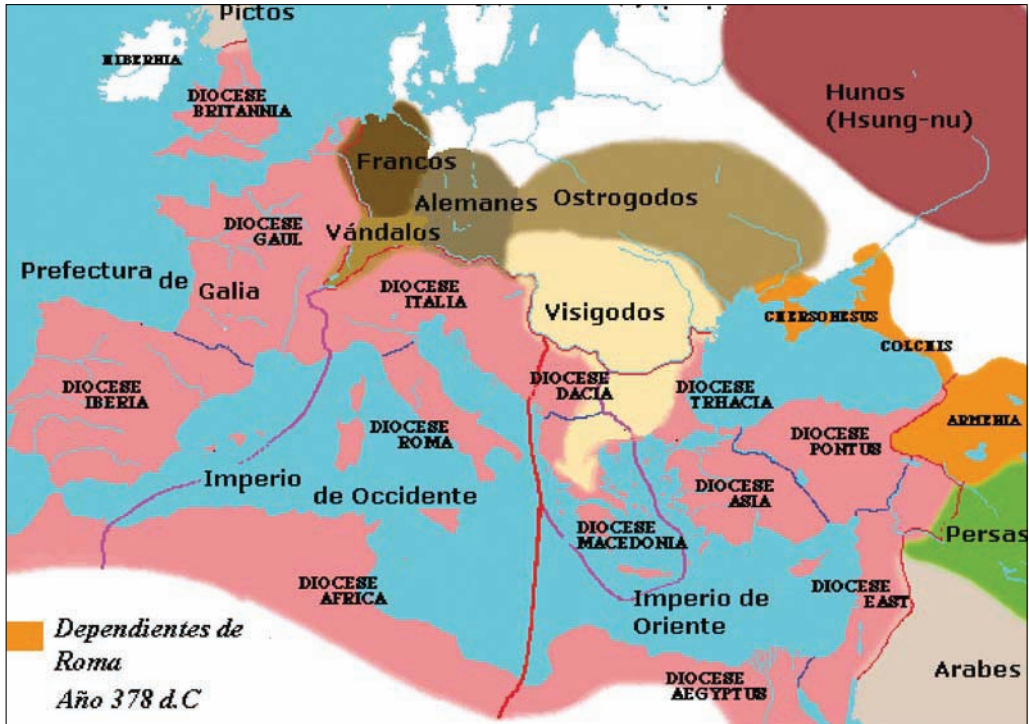 Pictos
HIBERNIA
DIOCESE
BRITANNIA
Hunos
(Hsung-nu)
Francos
Alemanes
Ostrogodos
DIOCESE
GAUL
Vándalos
Prefectura de
Galia
DIOCESE
ITALIA
Visigodos
CHERSOHESUS
COLCHIS
DIOCESE
IBERIA
DIOCESE
DACIA
DIOCESE
TRHACIA
ARMENIA
DIOCESE
ROMA
DIOCESE
PONTUS
Imperio
de Occidente
DIOCESE
ASIA
DIOCESE
MACEDONIA
Persas
DIOCESE
AFRICA
DIOCESE
EAST
Imperio de
Oriente
Dependientes de
Roma
Año 378 d.C
DIOCESE
AEGYPTUS
Arabes